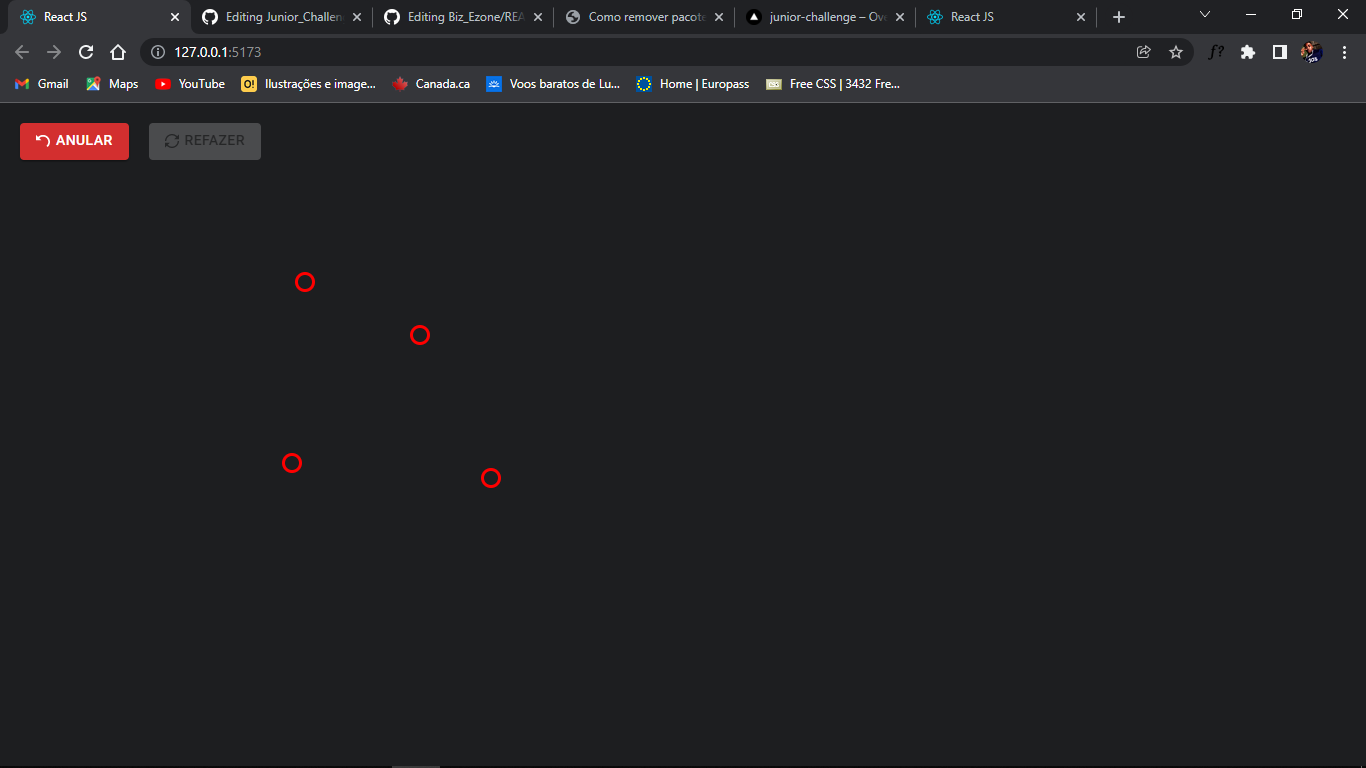 React JS
Editing Junior_Challen
Editing Biz_Ezone/REA
Como remover pacote
junior-challenge – Ove
React JS
127.0.0.1:5173
f?
Gmail
Maps
YouTube
O!
Ilustrações e image...
Canada.ca
Voos baratos de Lu...
Home | Europass
Free CSS | 3432 Fre...
ANULAR
REFAZER